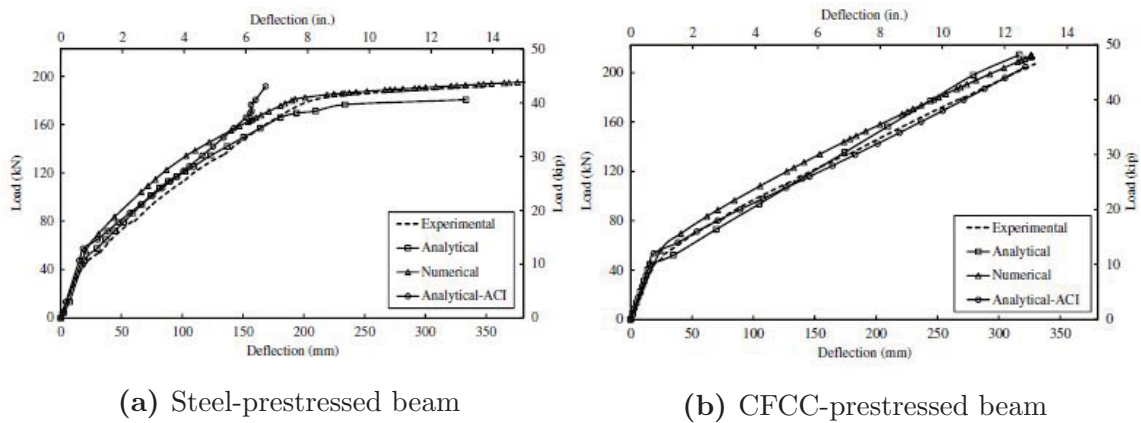 Deflection (in.)
0 2 4 6 8 10 12 14
200
160
120
80
40
0
Load (kN)
50
40
30
20
10
0
Load (kip)
Experimental
Analytical
Numerical
Analytical-ACI
0 50 100 150 200 250 300 350
Deflection (mm)
(a) Steel-prestressed beam
Deflection (in.)
0 2 4 6 8 10 12 14
200
160
120
80
40
0
Load (kN)
50
40
30
20
10
0
Load (kip)
Experimental
Analytical
Numerical
Analytical-ACI
0 50 100 150 200 250 300 350
Deflection (mm)
(b) CFCC-prestressed beam